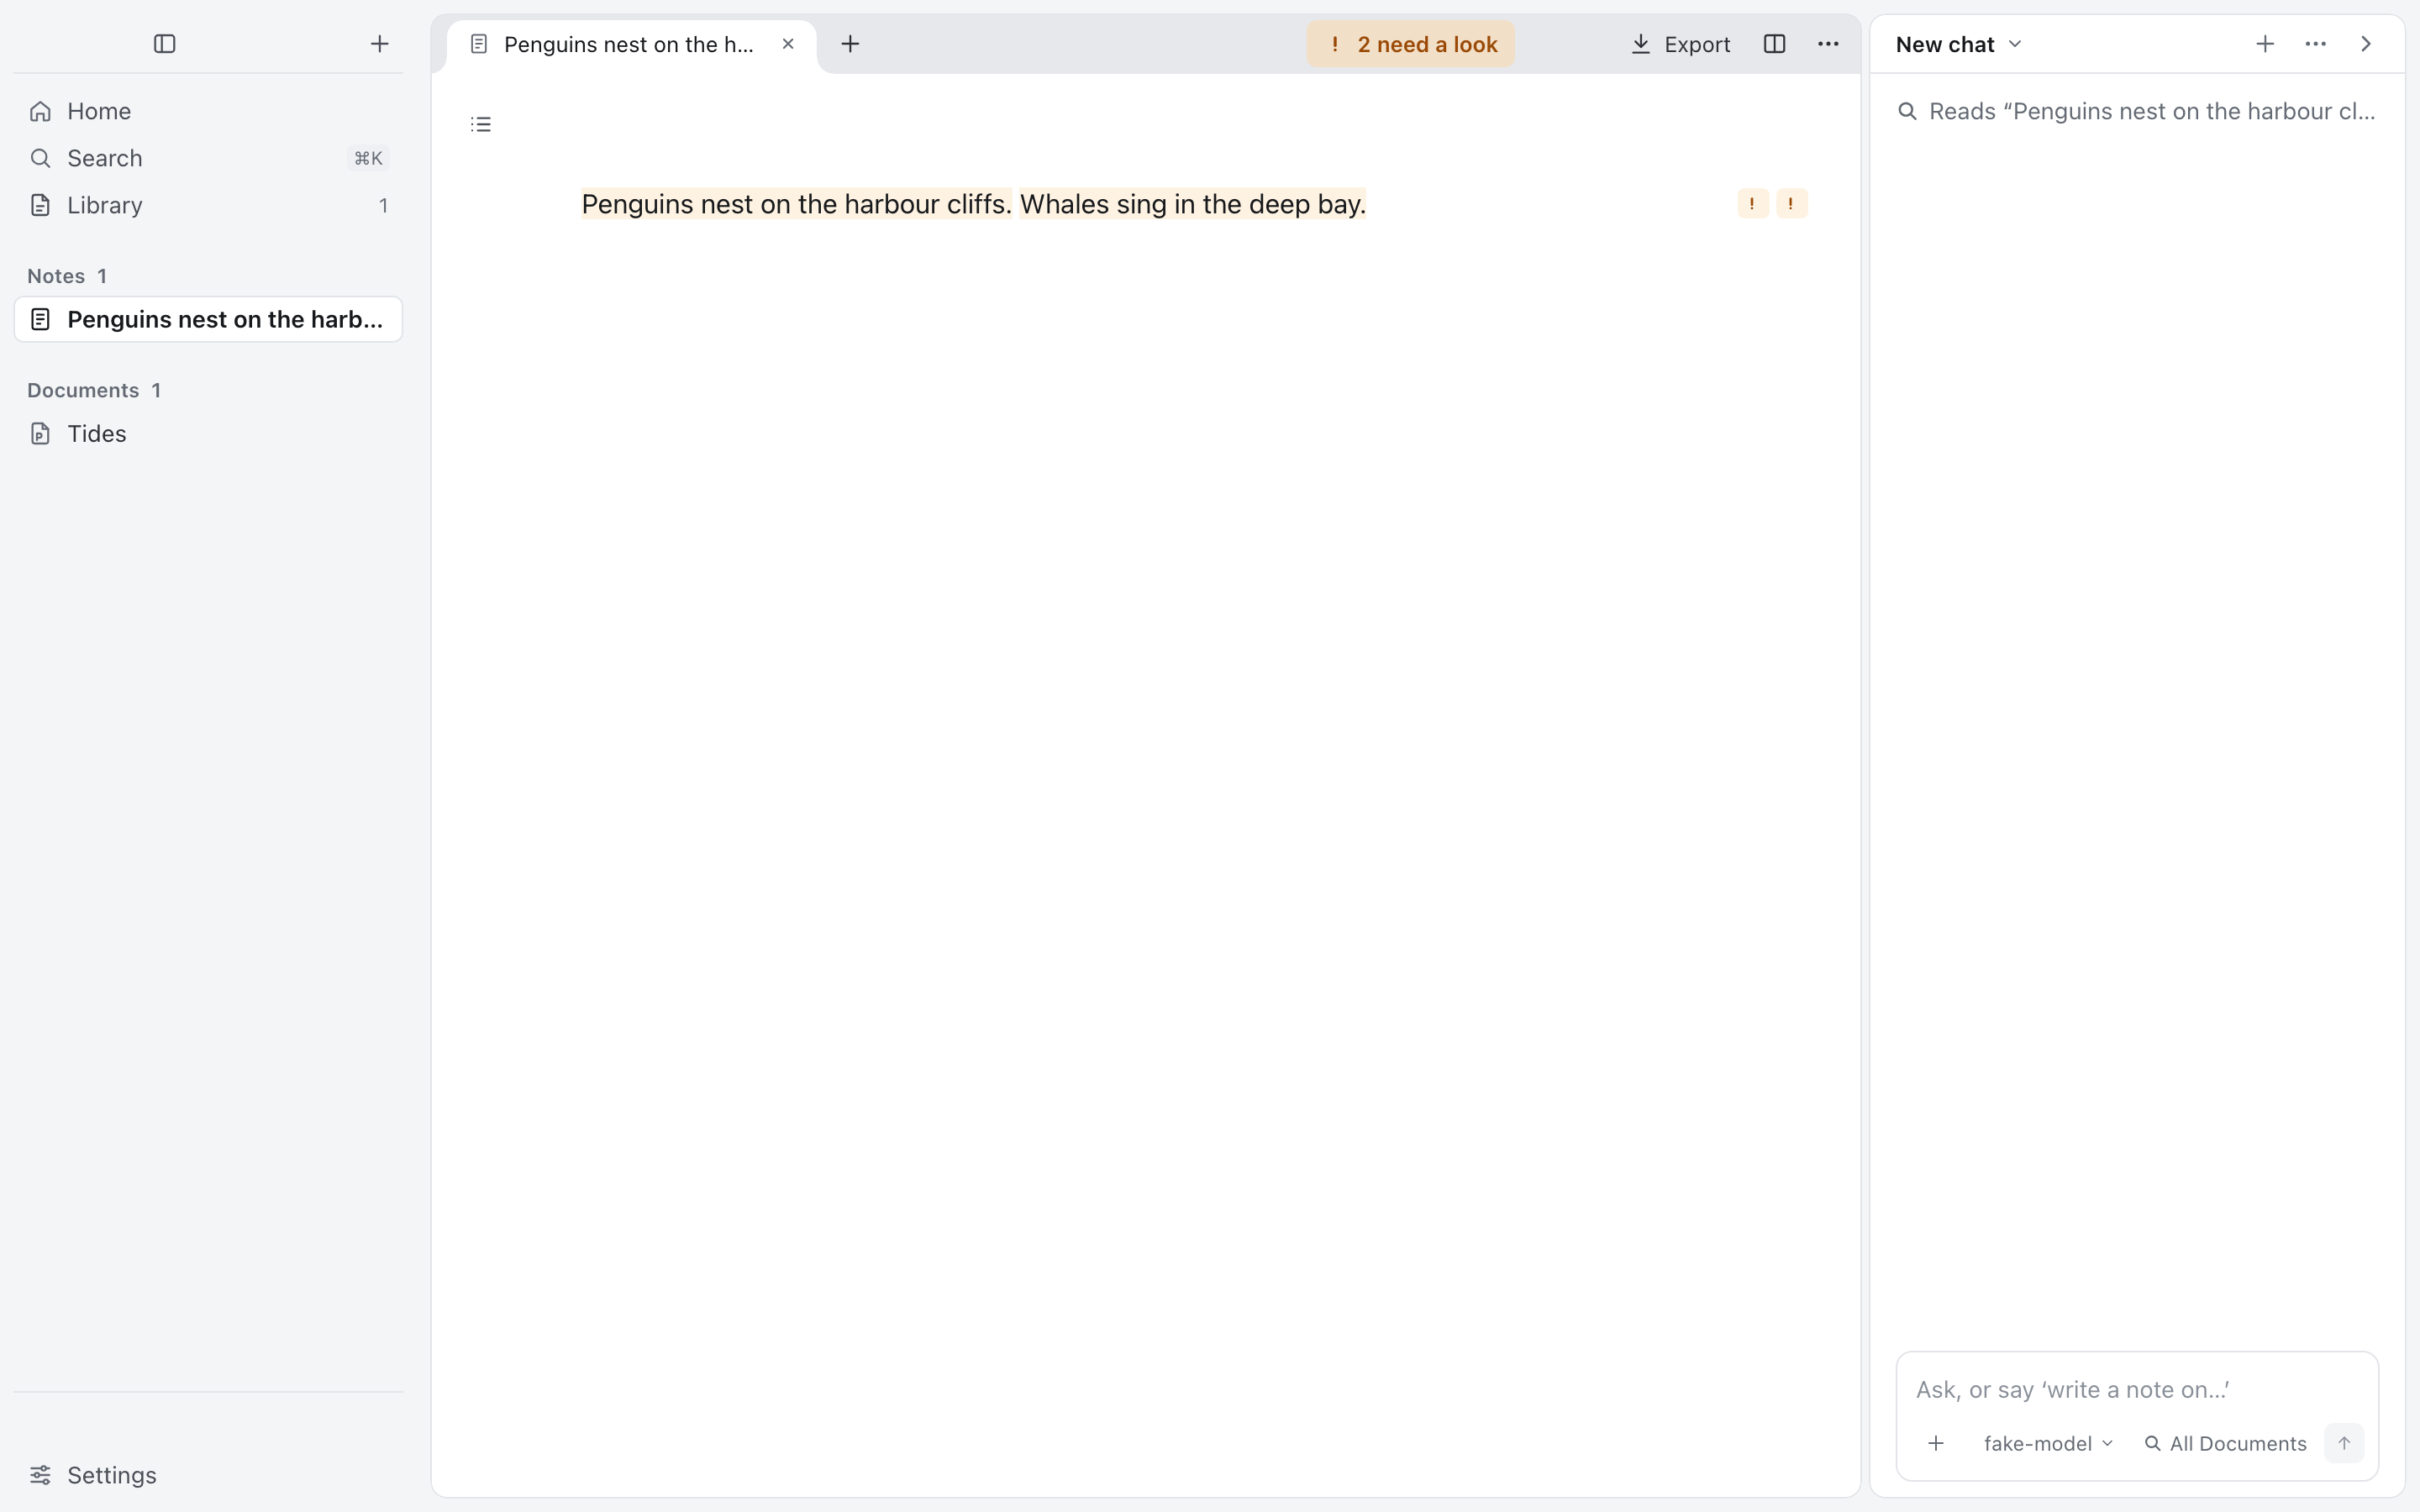 Home
Search ⌘K
Library 1
Notes 1
Penguins nest on the harb...
Documents 1
Tides
Settings
Penguins nest on the h...
! 2 need a look
Export
Penguins nest on the harbour cliffs. Whales sing in the deep bay.
! !
New chat
Reads “Penguins nest on the harbour cl...
Ask, or say ‘write a note on...’
fake-model
All Documents